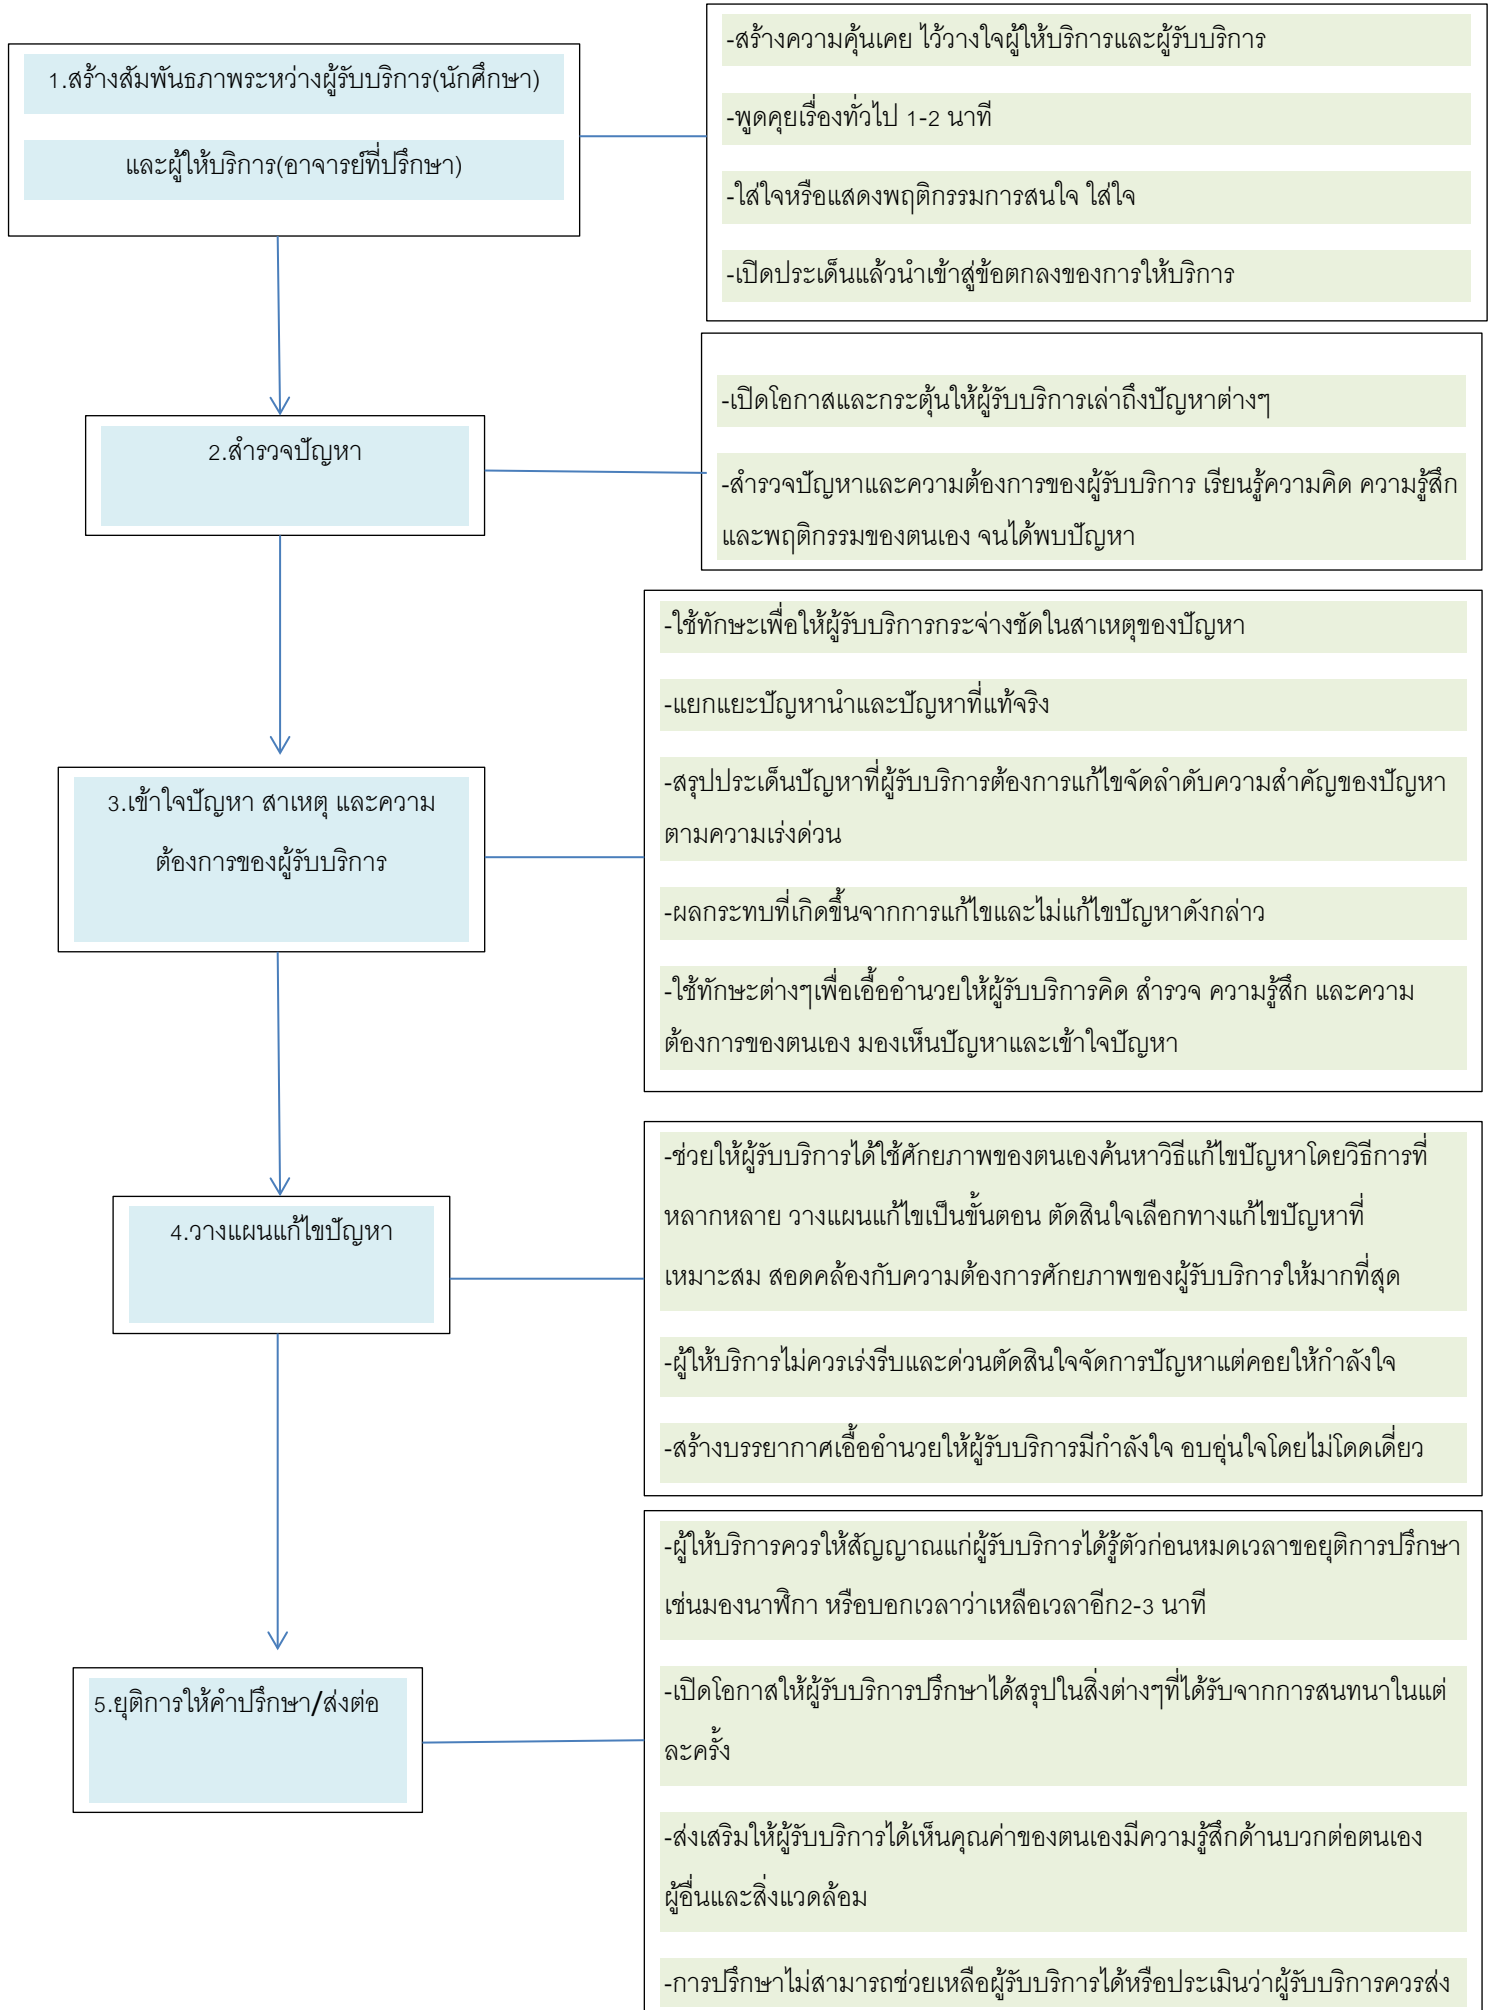 1.สร้างสัมพันธภาพระหว่างผู้รับบริการ(นักศึกษา)
และผู้ให้บริการ(อาจารย์ที่ปรึกษา)
-สร้างความคุ้นเคย ไว้วางใจผู้ให้บริการและผู้รับบริการ
-พูดคุยเรื่องทั่วไป 1-2 นาที
-ใส่ใจหรือแสดงพฤติกรรมการสนใจ ใส่ใจ
-เปิดประเด็นแล้วนำเข้าสู่ข้อตกลงของการให้บริการ
2.สำรวจปัญหา
-เปิดโอกาสและกระตุ้นให้ผู้รับบริการเล่าถึงปัญหาต่างๆ
-สำรวจปัญหาและความต้องการของผู้รับบริการ เรียนรู้ความคิด ความรู้สึก
และพฤติกรรมของตนเอง จนได้พบปัญหา
3.เข้าใจปัญหา สาเหตุ และความ
ต้องการของผู้รับบริการ
-ใช้ทักษะเพื่อให้ผู้รับบริการกระจ่างชัดในสาเหตุของปัญหา
-แยกแยะปัญหานำและปัญหาที่แท้จริง
-สรุปประเด็นปัญหาที่ผู้รับบริการต้องการแก้ไขจัดลำดับความสำคัญของปัญหา
ตามความเร่งด่วน
-ผลกระทบที่เกิดขึ้นจากการแก้ไขและไม่แก้ไขปัญหาดังกล่าว
-ใช้ทักษะต่างๆเพื่อเอื้ออำนวยให้ผู้รับบริการคิด สำรวจ ความรู้สึก และความ
ต้องการของตนเอง มองเห็นปัญหาและเข้าใจปัญหา
4.วางแผนแก้ไขปัญหา
-ช่วยให้ผู้รับบริการได้ใช้ศักยภาพของตนเองค้นหาวิธีแก้ไขปัญหาโดยวิธีการที่
หลากหลาย วางแผนแก้ไขเป็นขั้นตอน ตัดสินใจเลือกทางแก้ไขปัญหาที่
เหมาะสม สอดคล้องกับความต้องการศักยภาพของผู้รับบริการให้มากที่สุด
-ผู้ให้บริการไม่ควรเร่งรีบและด่วนตัดสินใจจัดการปัญหาแต่คอยให้กำลังใจ
-สร้างบรรยากาศเอื้ออำนวยให้ผู้รับบริการมีกำลังใจ อบอุ่นใจโดยไม่โดดเดี่ยว
5.ยุติการให้คำปรึกษา/ส่งต่อ
-ผู้ให้บริการควรให้สัญญาณแก่ผู้รับบริการได้รู้ตัวก่อนหมดเวลาขอยุติการปรึกษา
เช่นมองนาฬิกา หรือบอกเวลาว่าเหลือเวลาอีก2-3 นาที
-เปิดโอกาสให้ผู้รับบริการปรึกษาได้สรุปในสิ่งต่างๆที่ได้รับจากการสนทนาในแต่
ละครั้ง
-ส่งเสริมให้ผู้รับบริการได้เห็นคุณค่าของตนเองมีความรู้สึกด้านบวกต่อตนเอง
ผู้อื่นและสิ่งแวดล้อม
-การปรึกษาไม่สามารถช่วยเหลือผู้รับบริการได้หรือประเมินว่าผู้รับบริการควรส่ง